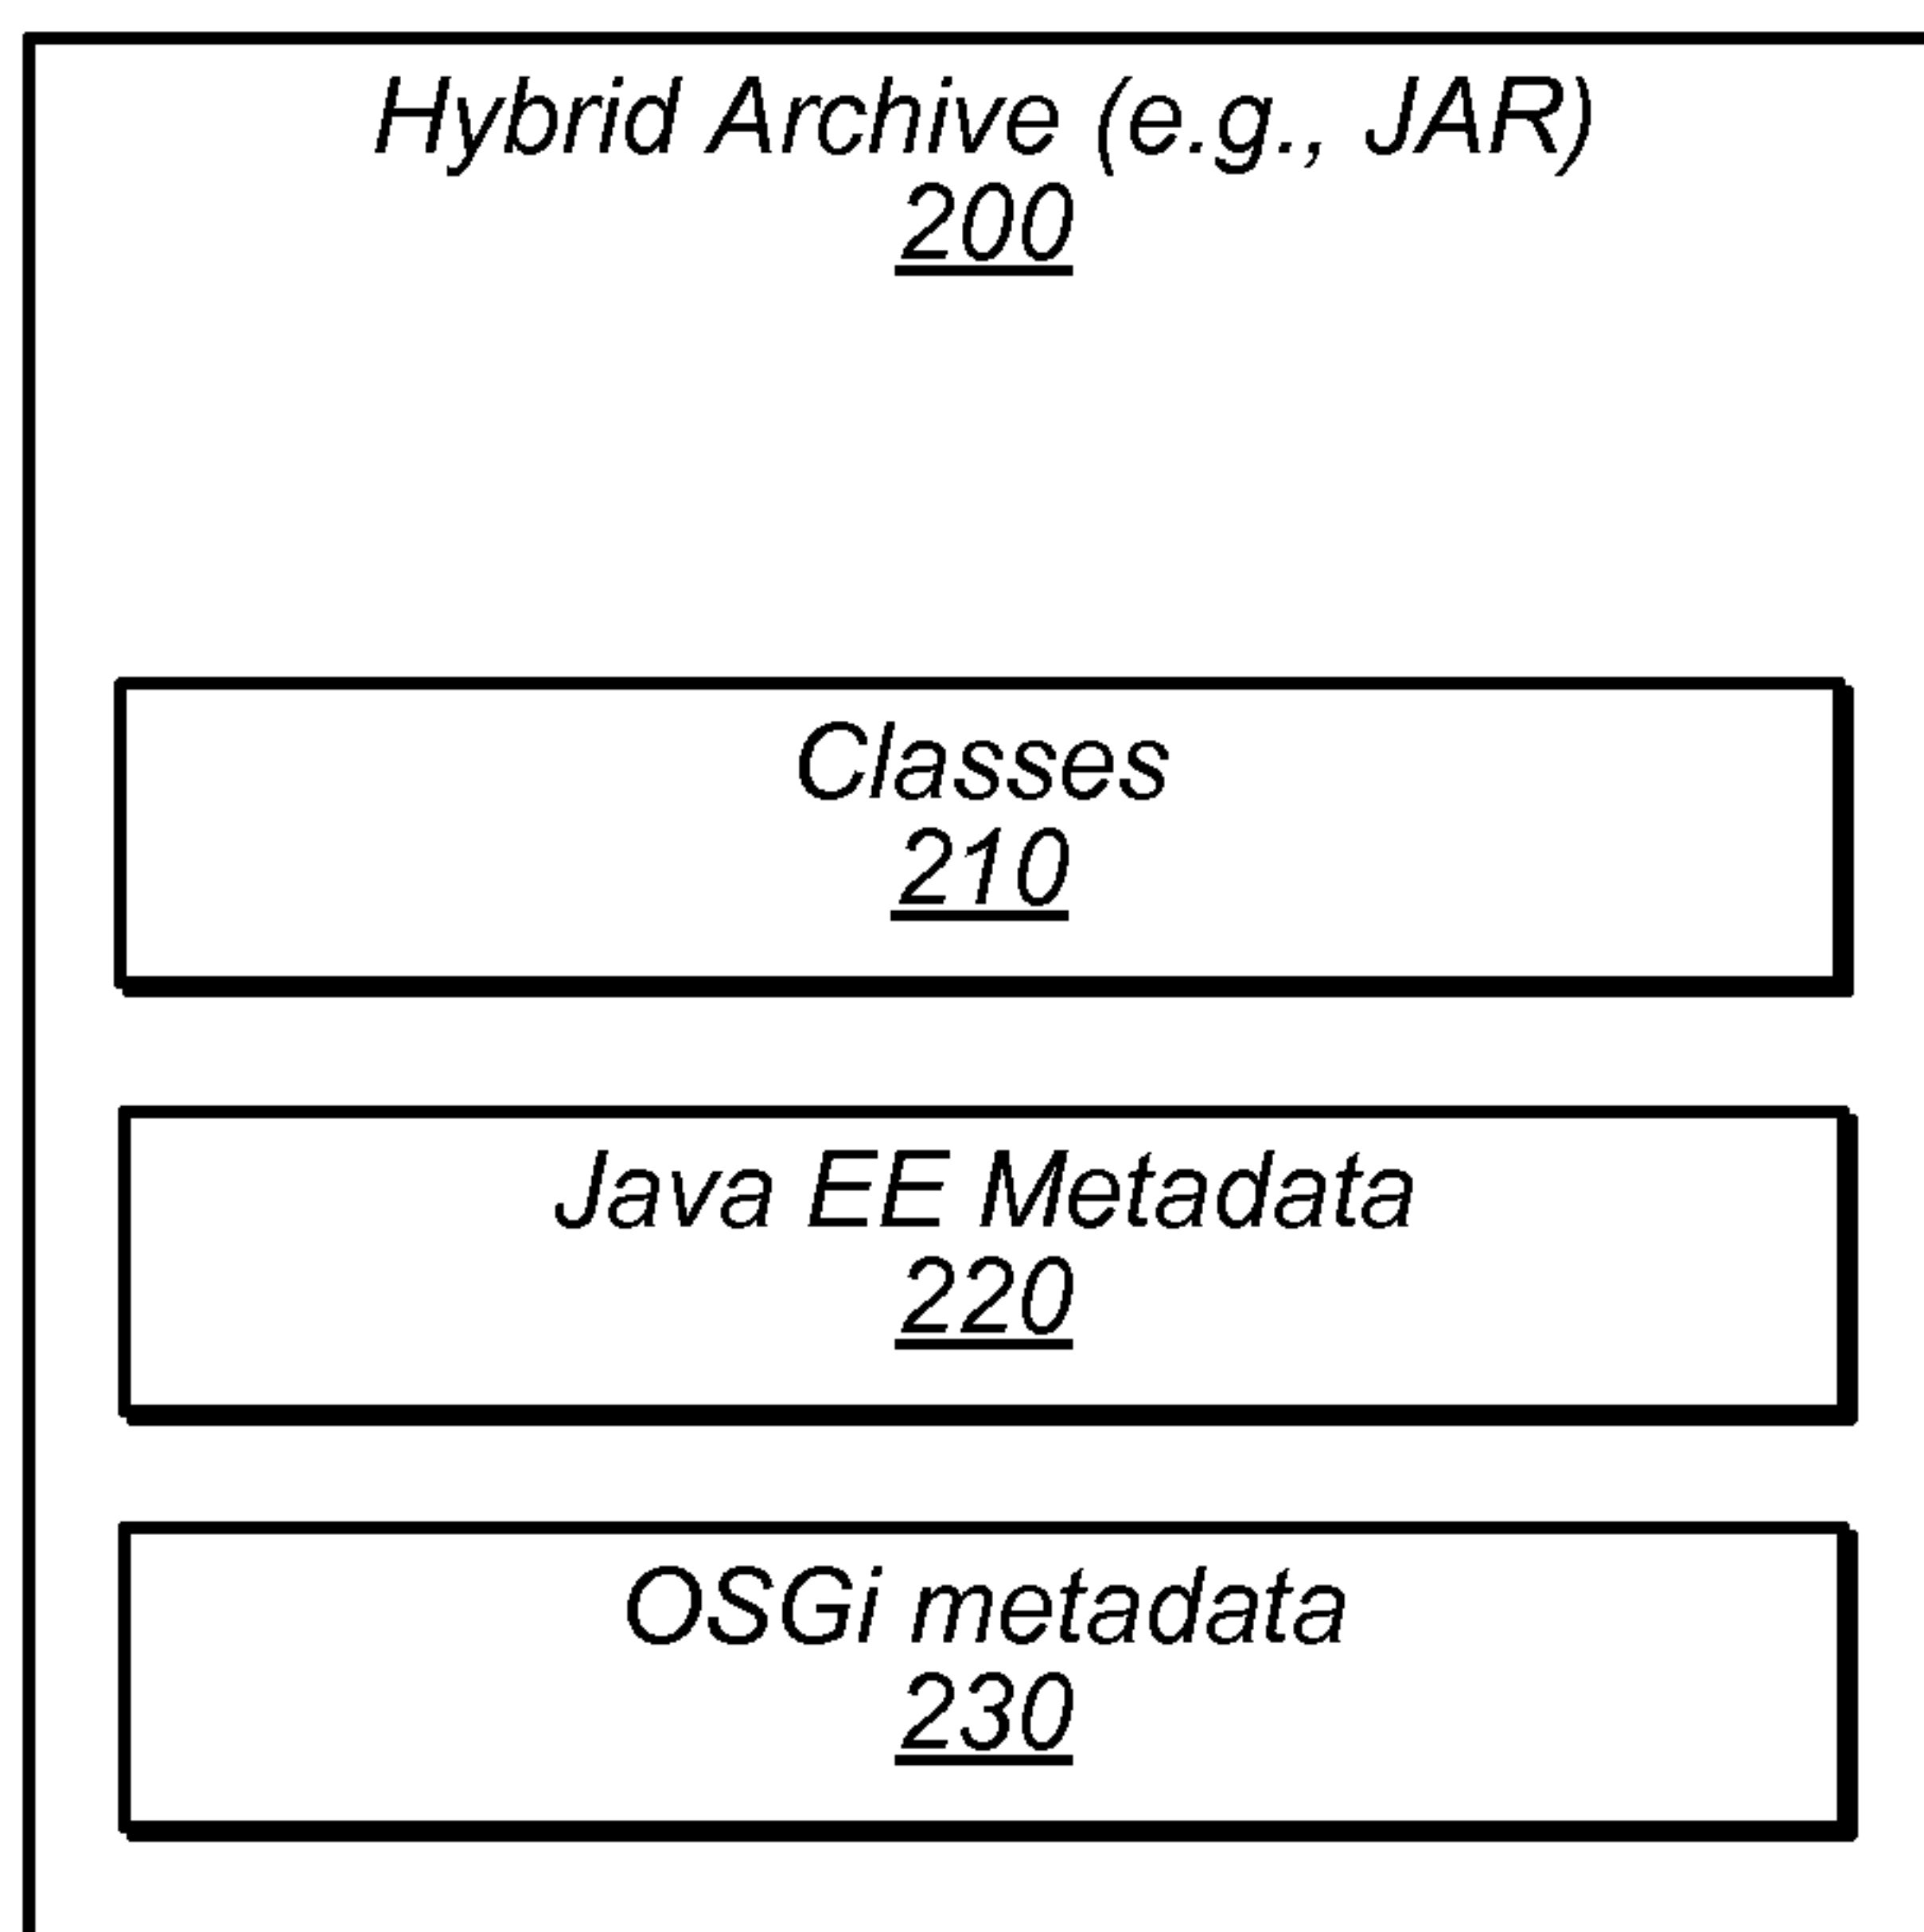 Hybrid Archive (e.g., JAR)
200
Classes
210
Java EE Metadata
220
OSGi metadata
230